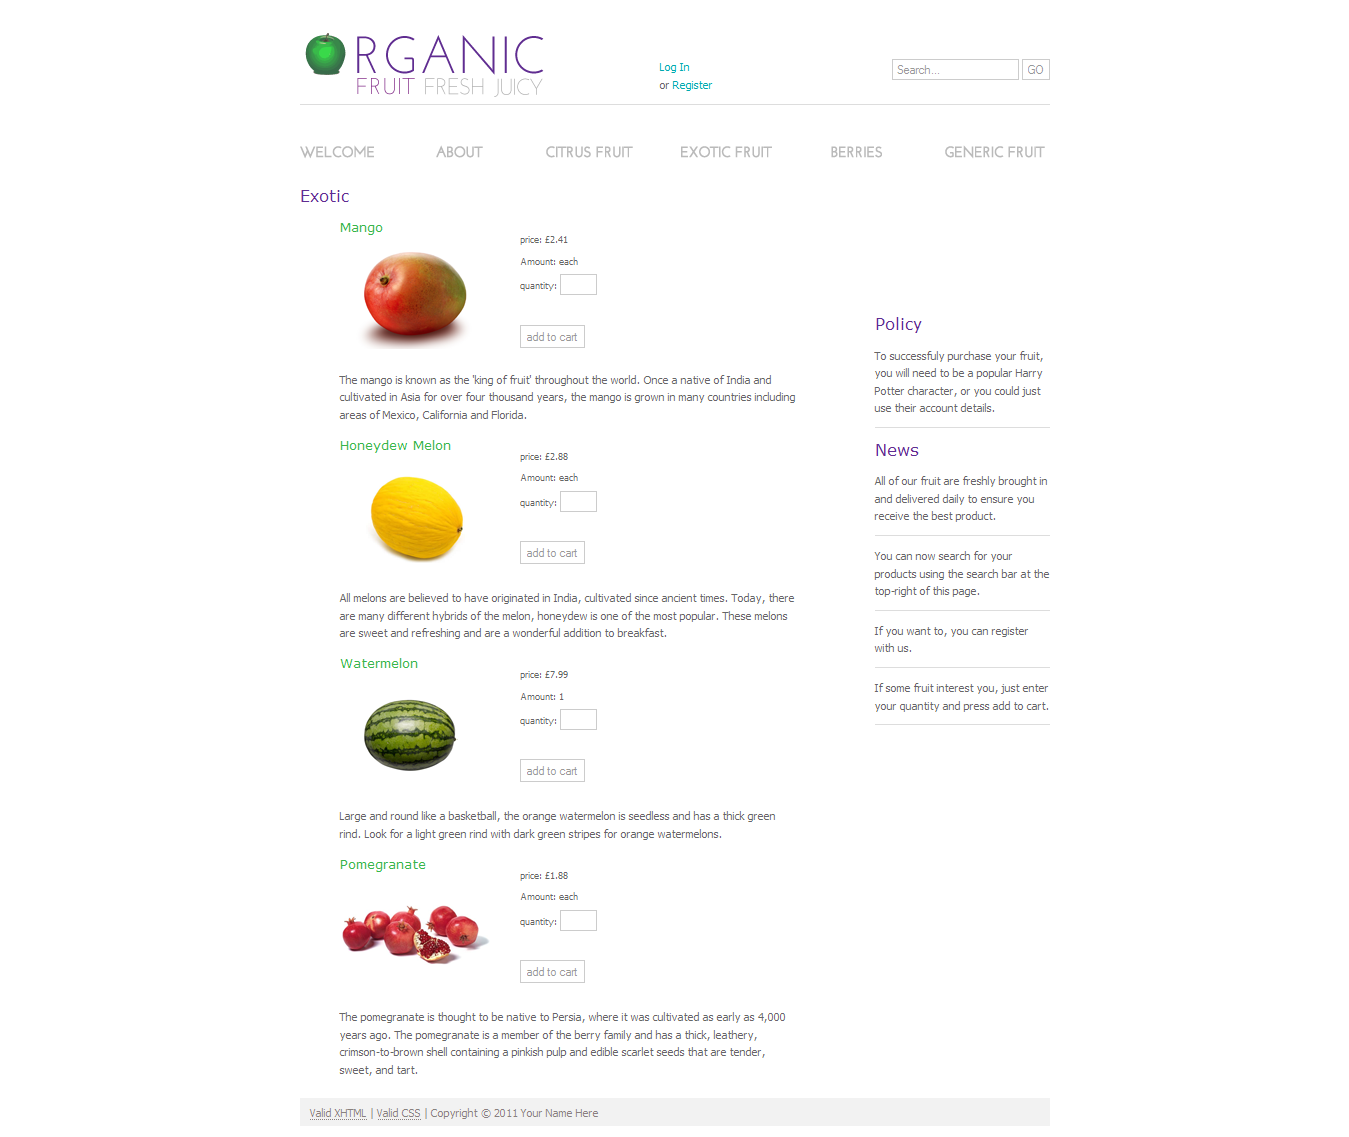 ORGANIC
FRUIT FRESH JUICY
Log In
or Register
Search...
GO
WELCOME
ABOUT
CITRUS FRUIT
EXOTIC FRUIT
BERRIES
GENERIC FRUIT
Exotic
Mango
price: £2.41
Amount: each
quantity:
add to cart
The mango is known as the 'king of fruit' throughout the world. Once a native of India and
cultivated in Asia for over four thousand years, the mango is grown in many countries including
areas of Mexico, California and Florida.
Honeydew Melon
price: £2.88
Amount: each
quantity:
add to cart
All melons are believed to have originated in India, cultivated since ancient times. Today, there
are many different hybrids of the melon, honeydew is one of the most popular. These melons
are sweet and refreshing and are a wonderful addition to breakfast.
Watermelon
price: £7.99
Amount: 1
quantity:
add to cart
Large and round like a basketball, the orange watermelon is seedless and has a thick green
rind. Look for a light green rind with dark green stripes for orange watermelons.
Pomegranate
price: £1.88
Amount: each
quantity:
add to cart
The pomegranate is thought to be native to Persia, where it was cultivated as early as 4,000
years ago. The pomegranate is a member of the berry family and has a thick, leathery,
crimson-to-brown shell containing a pinkish pulp and edible scarlet seeds that are tender,
sweet, and tart.
Policy
To successfuly purchase your fruit,
you will need to be a popular Harry
Potter character, or you could just
use their account details.
News
All of our fruit are freshly brought in
and delivered daily to ensure you
receive the best product.
You can now search for your
products using the search bar at the
top-right of this page.
If you want to, you can register
with us.
If some fruit interest you, just enter
your quantity and press add to cart.
Valid XHTML | Valid CSS | Copyright © 2011 Your Name Here